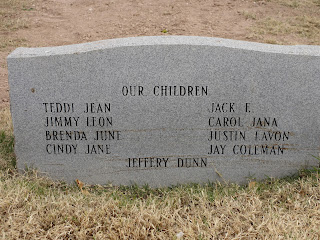 OUR CHILDREN
TEDDI JEAN JACK F.
JIMMY LEON CAROL JANA
BRENDA JUNE JUSTIN LAVON
CINDY JANE JAY COLEMAN
JEFFERY DUNN